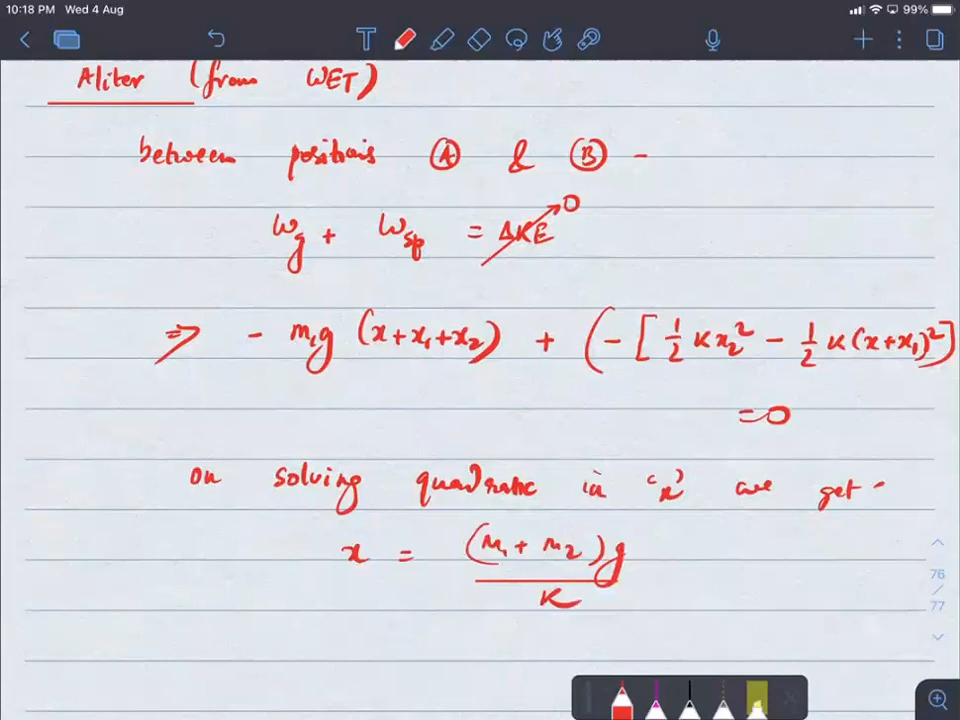 10:18 PM Wed 4 Aug 99%
Aliter (from WET)
between positions Ⓐ & Ⓑ -
Wg + Wsp = ΔKE → 0
⇒ - m₁g (x+x₁+x₂) + (-[½ Kx₂² - ½ K(x+x₁)²]
=0
on solving quadratic in 'x' we get -
x = (m₁ + m₂)g / K
76
/
77